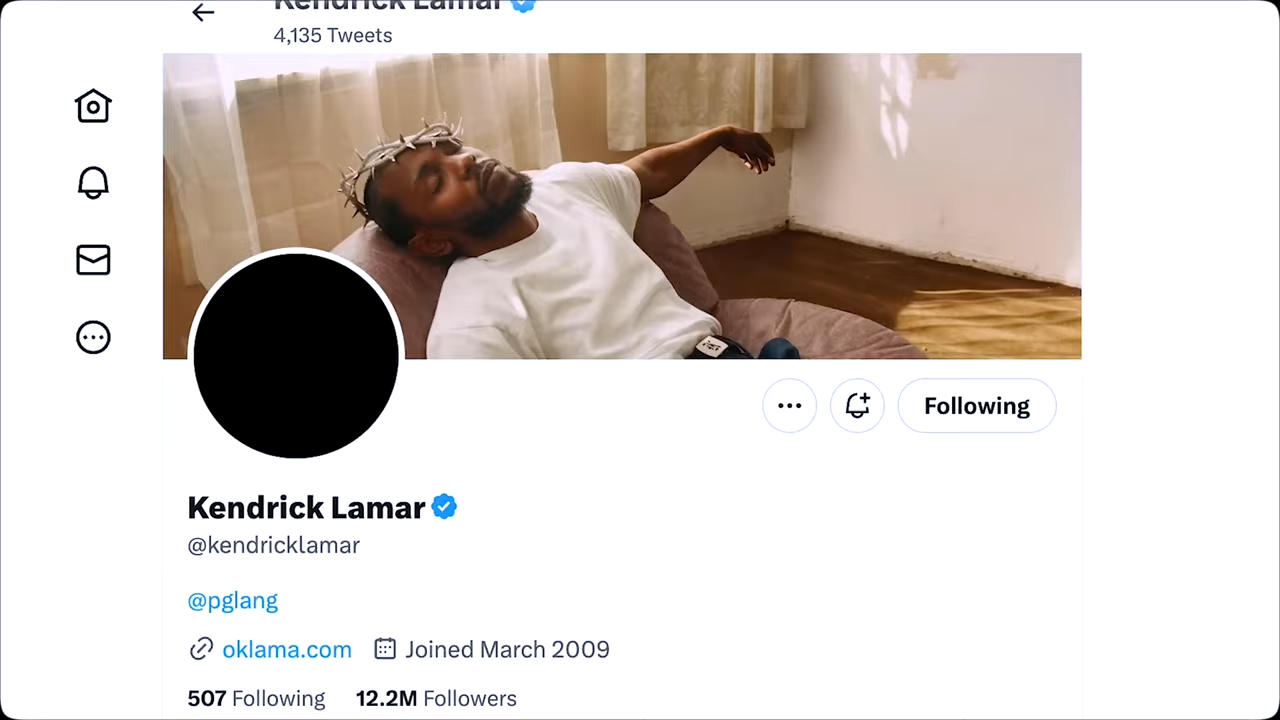 Kendrick Lamar
4,135 Tweets
Following
Kendrick Lamar
@kendricklamar
@pglang
oklama.com Joined March 2009
507 Following 12.2M Followers